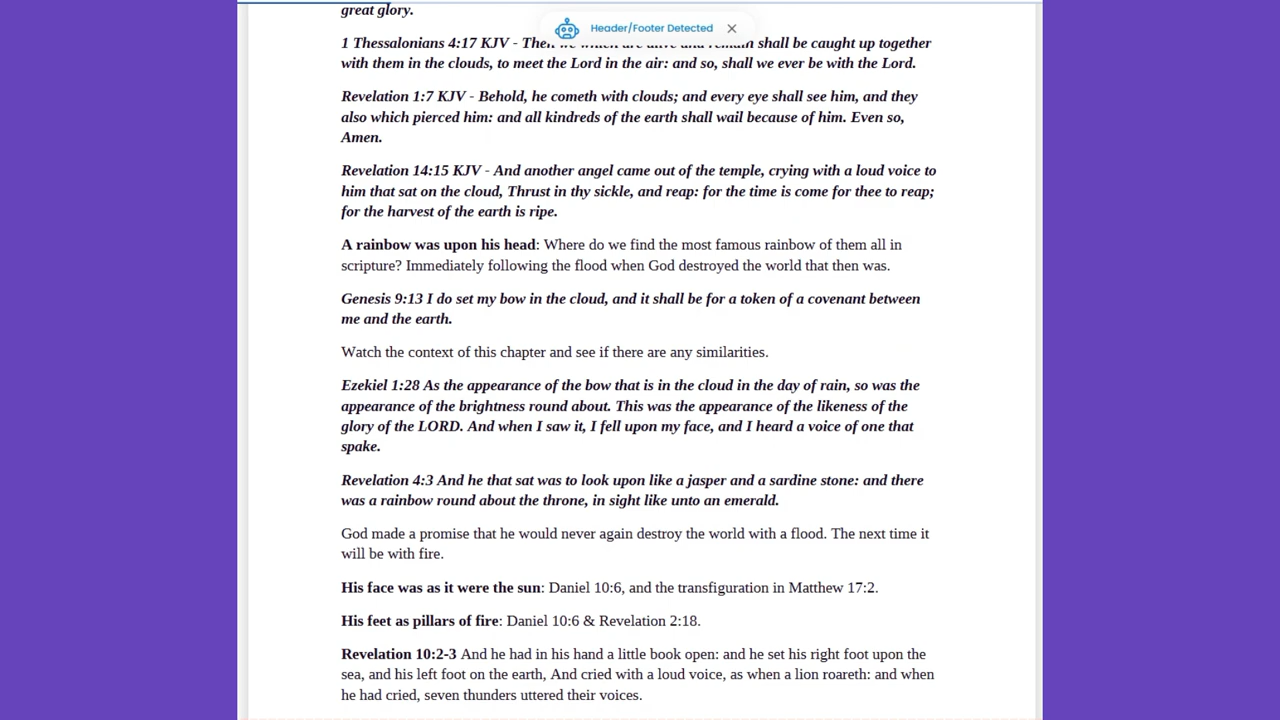 great glory.
Header/Footer Detected
1 Thessalonians 4:17 KJV - Then we which are alive and remain shall be caught up together
with them in the clouds, to meet the Lord in the air: and so, shall we ever be with the Lord.
Revelation 1:7 KJV - Behold, he cometh with clouds; and every eye shall see him, and they
also which pierced him: and all kindreds of the earth shall wail because of him. Even so,
Amen.
Revelation 14:15 KJV - And another angel came out of the temple, crying with a loud voice to
him that sat on the cloud, Thrust in thy sickle, and reap: for the time is come for thee to reap;
for the harvest of the earth is ripe.
A rainbow was upon his head: Where do we find the most famous rainbow of them all in
scripture? Immediately following the flood when God destroyed the world that then was.
Genesis 9:13 I do set my bow in the cloud, and it shall be for a token of a covenant between
me and the earth.
Watch the context of this chapter and see if there are any similarities.
Ezekiel 1:28 As the appearance of the bow that is in the cloud in the day of rain, so was the
appearance of the brightness round about. This was the appearance of the likeness of the
glory of the LORD. And when I saw it, I fell upon my face, and I heard a voice of one that
spake.
Revelation 4:3 And he that sat was to look upon like a jasper and a sardine stone: and there
was a rainbow round about the throne, in sight like unto an emerald.
God made a promise that he would never again destroy the world with a flood. The next time it
will be with fire.
His face was as it were the sun: Daniel 10:6, and the transfiguration in Matthew 17:2.
His feet as pillars of fire: Daniel 10:6 & Revelation 2:18.
Revelation 10:2-3 And he had in his hand a little book open: and he set his right foot upon the
sea, and his left foot on the earth, And cried with a loud voice, as when a lion roareth: and when
he had cried, seven thunders uttered their voices.